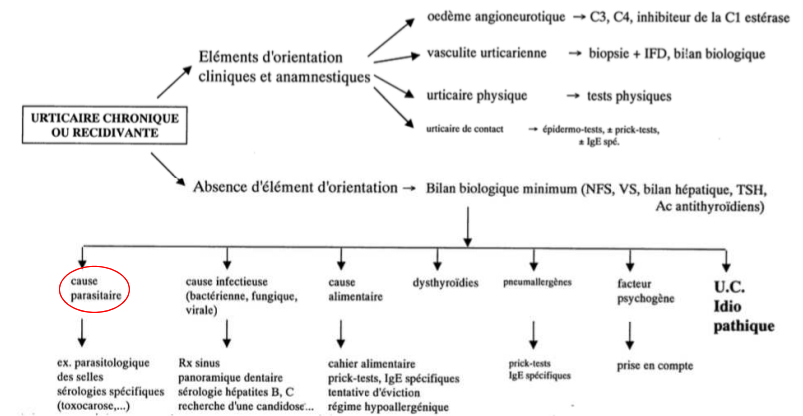 oedème angioneurotique → C3, C4, inhibiteur de la C1 estérase
Eléments d'orientation
cliniques et anamnestiques
vasculite urticarienne → biopsie + IFD, bilan biologique
urticaire physique → tests physiques
urticaire de contact → épidermo-tests, ± prick-tests,
± IgE spé.
URTICAIRE CHRONIQUE
OU RECIDIVANTE
Absence d'élément d'orientation → Bilan biologique minimum (NFS, VS, bilan hépatique, TSH,
Ac antithyroïdiens)
cause
parasitaire
cause infectieuse
(bactérienne, fungique,
virale)
cause
alimentaire
dysthyroïdies
pneumallergènes
facteur
psychogène
U.C.
Idio
pathique
ex. parasitologique
des selles
sérologies spécifiques
(toxocarose,...)
Rx sinus
panoramique dentaire
sérologie hépatites B, C
recherche d'une candidose...
cahier alimentaire
prick-tests, IgE spécifiques
tentative d'éviction
régime hypoallergénique
prick-tests
IgE spécifiques
prise en compte